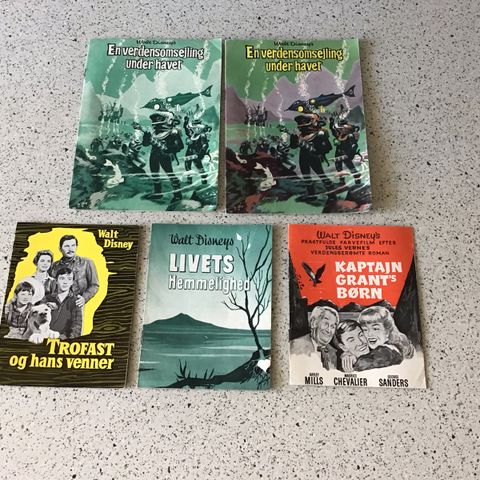 Walt Disney's
En verdensomsejling
under havet
Walt Disney's
En verdensomsejling
under havet
Walt
Disney
TROFAST
og hans venner
Walt Disneys
LIVETS
Hemmelighed
WALT DISNEY'S
PRAGTFULDE FARVEFILM EFTER
JULES VERNE'S
VERDENSBERØMTE ROMAN
KAPTAJN
GRANT'S
BØRN
HAYLEY MAURICE GEORGE
MILLS CHEVALIER SANDERS